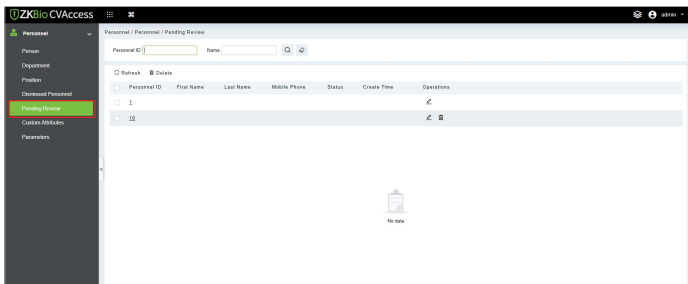 ZKBio CVAccess
admin
Personnel
Personnel / Personnel / Pending Review
Person
Department
Position
Dismissed Personnel
Pending Review
Custom Attributes
Parameters
Personnel ID Name
Refresh Delete
Personnel ID First Name Last Name Mobile Phone Status Create Time Operations
1
10
No data